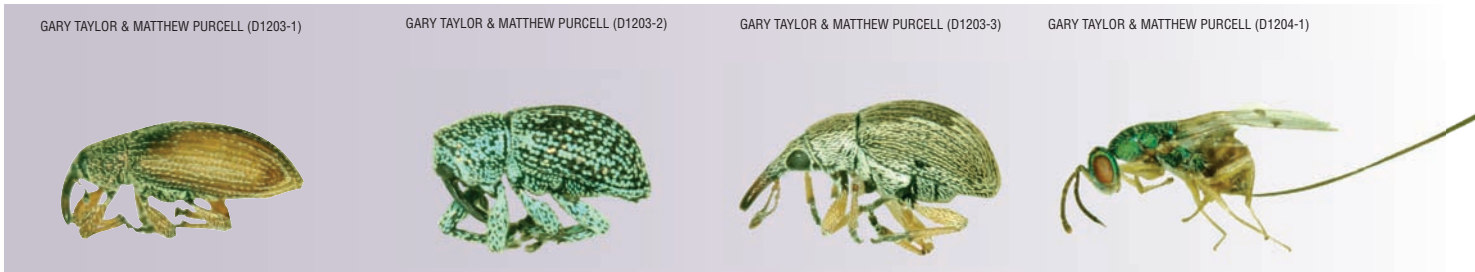 GARY TAYLOR & MATTHEW PURCELL (D1203-1)
GARY TAYLOR & MATTHEW PURCELL (D1203-2)
GARY TAYLOR & MATTHEW PURCELL (D1203-3)
GARY TAYLOR & MATTHEW PURCELL (D1204-1)